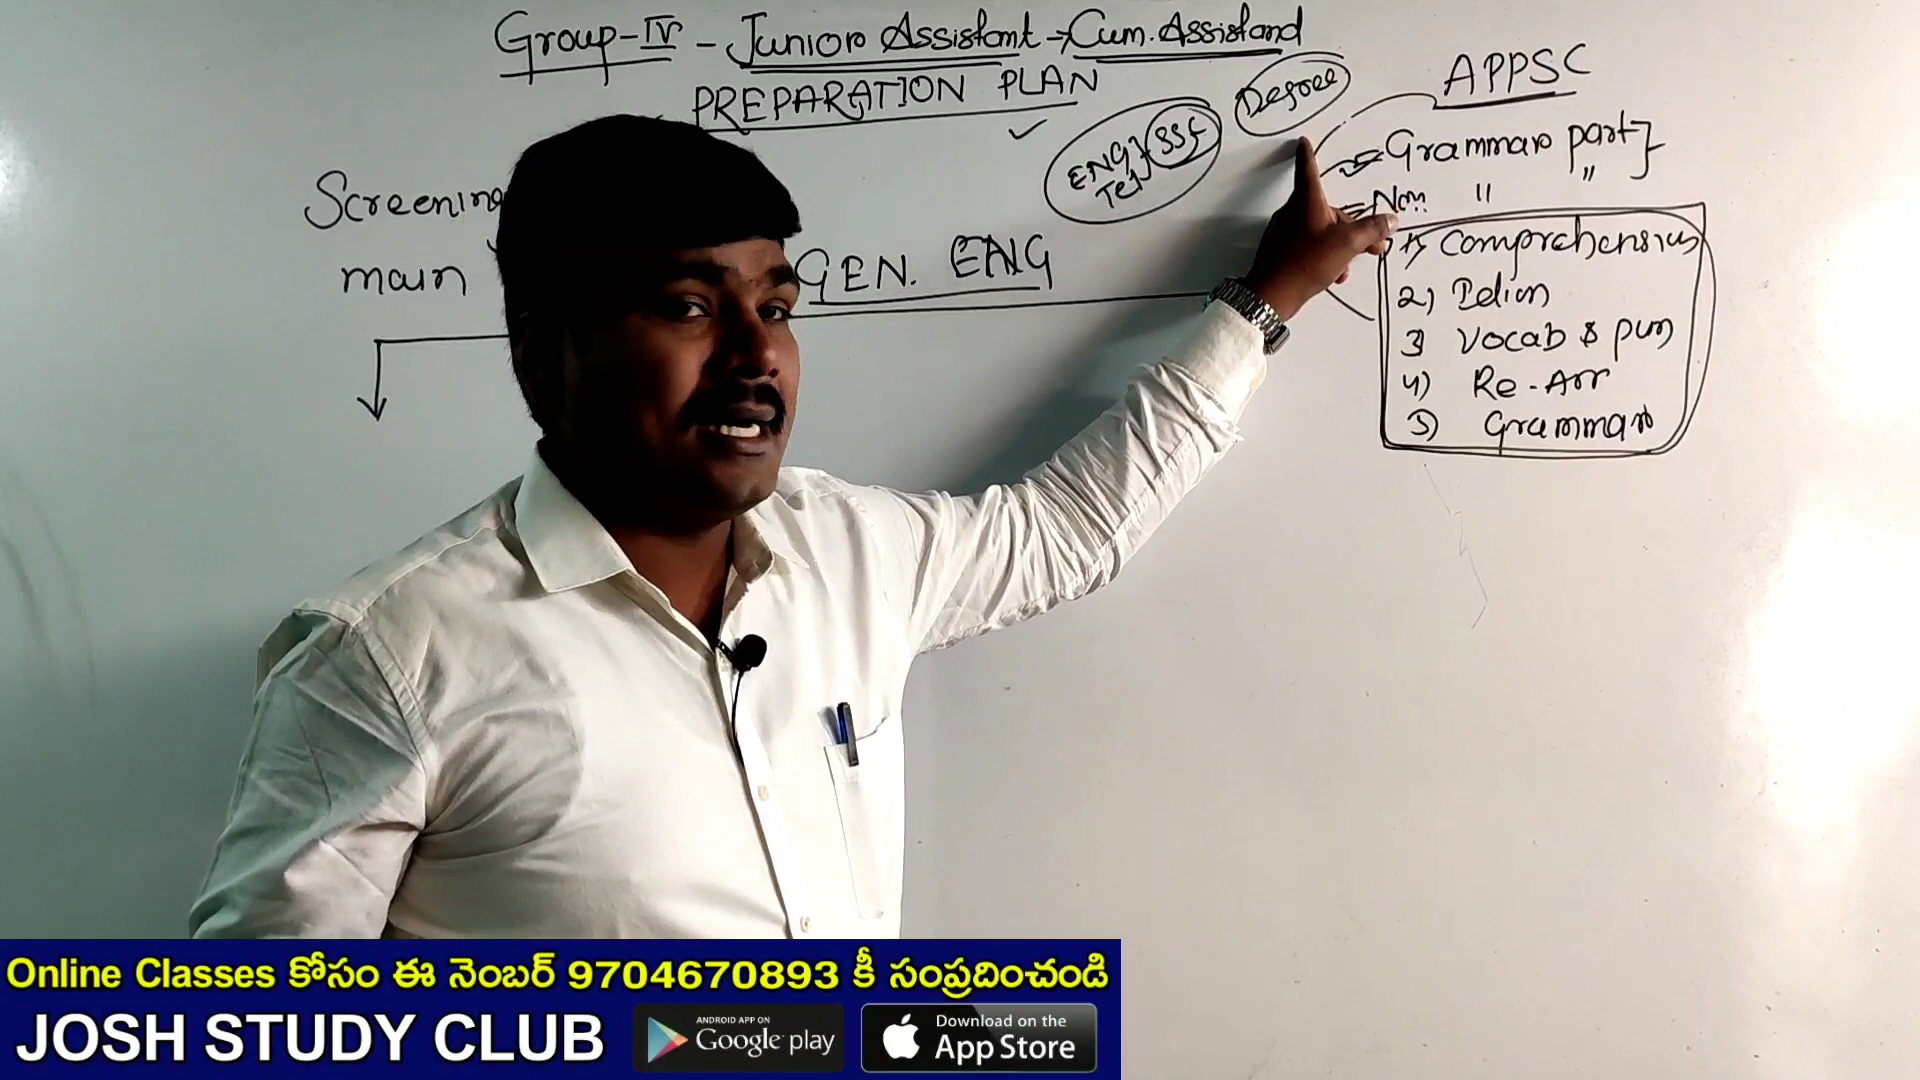 Group-IV - Junior Assistant → Cum. Assistand
PREPARATION PLAN
Screening
main
GEN. ENG
ENG
Tel
SSC
Degree
APPSC
Grammar part
Non " "
1) Comprehension
2) Idiom
3 Vocab & pun
4) Re-Arr
5) Grammar
Online Classes కోసం ఈ నెంబర్ 9704670893 కీ సంప్రదించండి
JOSH STUDY CLUB
ANDROID APP ON
Google play
Download on the
App Store